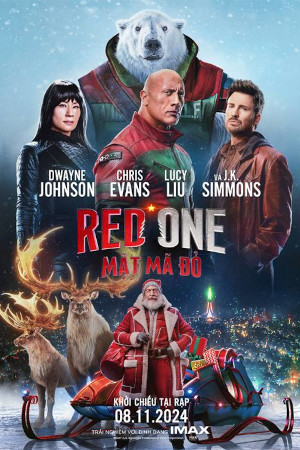 DWAYNE JOHNSON
CHRIS EVANS
LUCY LIU
VÀ J.K. SIMMONS
RED ONE
MẬT MÃ ĐỎ
KHỞI CHIẾU TẠI RẠP
08.11.2024
TRẢI NGHIỆM VỚI ĐỊNH DẠNG IMAX